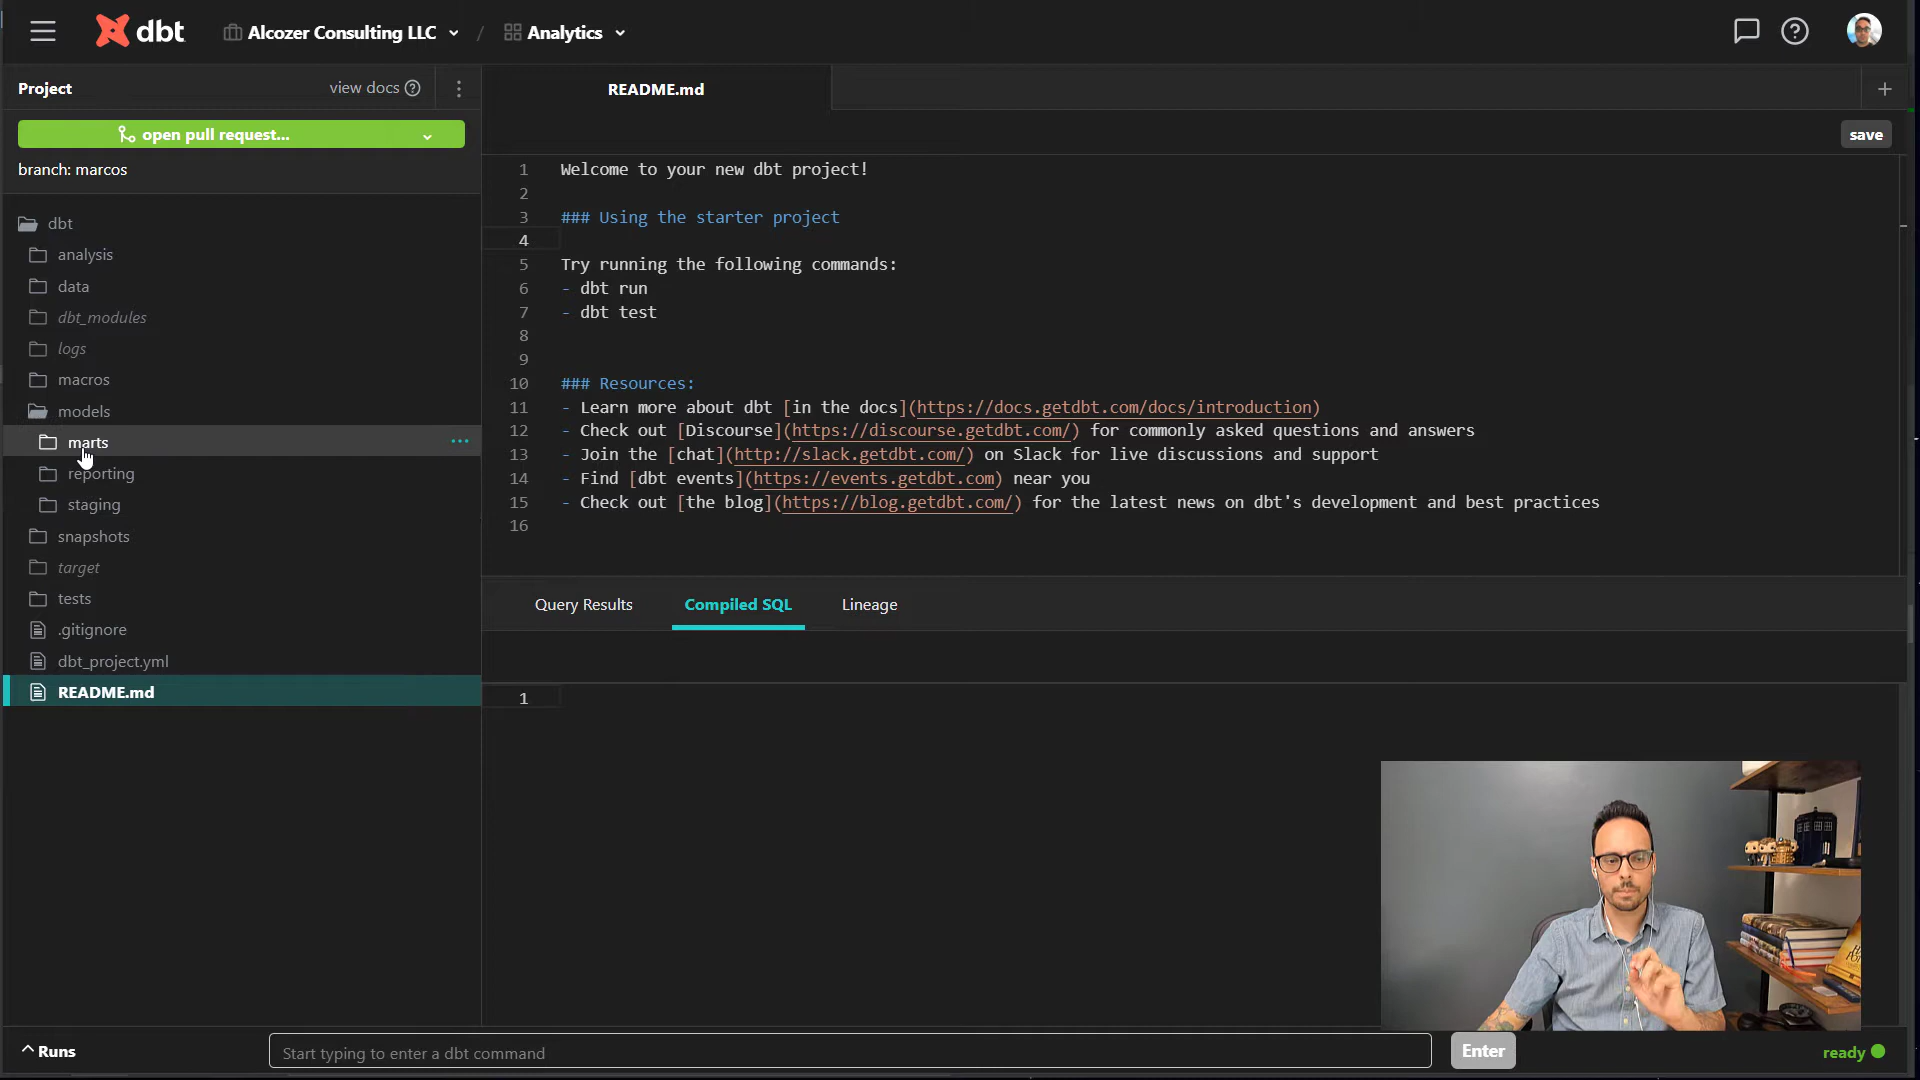 dbt
Alcozer Consulting LLC / Analytics
Project
view docs
open pull request...
branch: marcos
dbt
analysis
data
dbt_modules
logs
macros
models
marts
reporting
staging
snapshots
target
tests
.gitignore
dbt_project.yml
README.md
README.md
save
1 Welcome to your new dbt project!
2
3 ### Using the starter project
4
5 Try running the following commands:
6 - dbt run
7 - dbt test
8
9
10 ### Resources:
11 - Learn more about dbt [in the docs](https://docs.getdbt.com/docs/introduction)
12 - Check out [Discourse](https://discourse.getdbt.com/) for commonly asked questions and answers
13 - Join the [chat](http://slack.getdbt.com/) on Slack for live discussions and support
14 - Find [dbt events](https://events.getdbt.com) near you
15 - Check out [the blog](https://blog.getdbt.com/) for the latest news on dbt's development and best practices
16
Query Results Compiled SQL Lineage
1
Runs
Start typing to enter a dbt command
Enter
ready